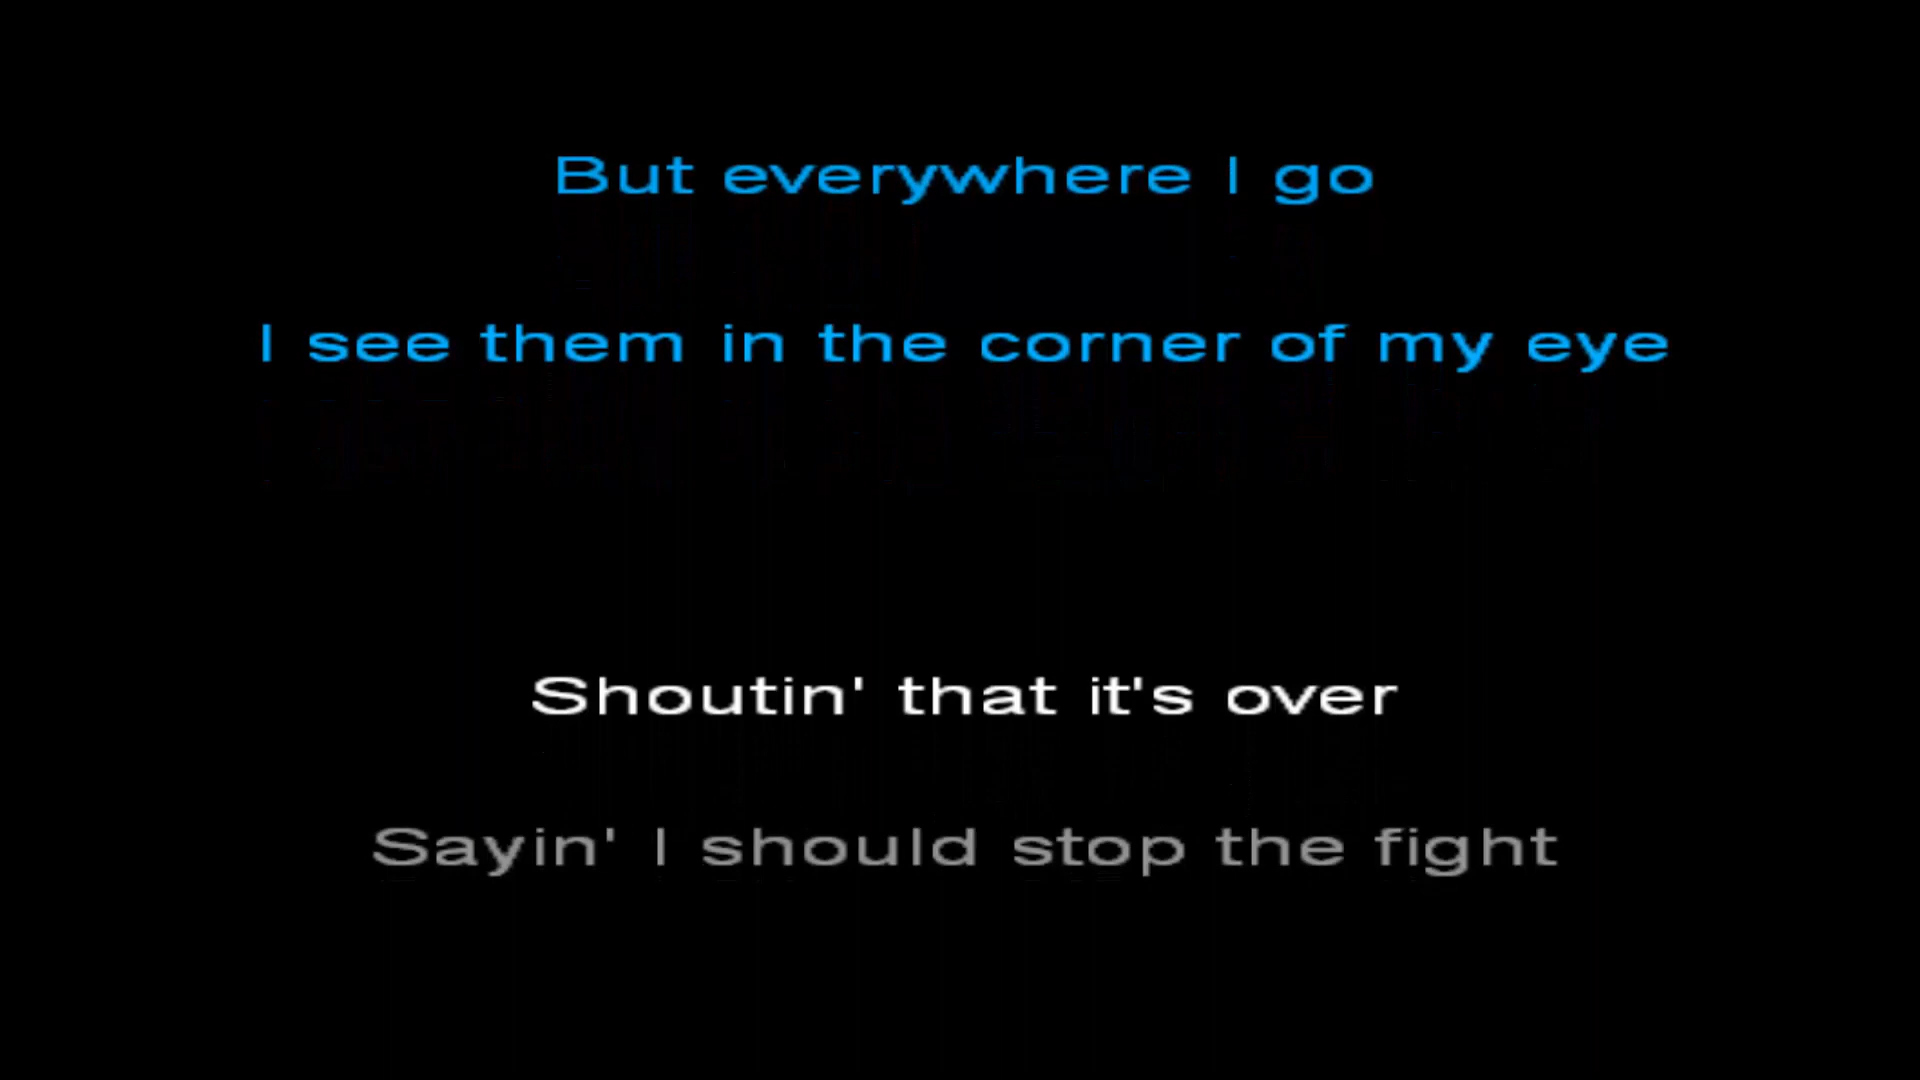 But everywhere I go
I see them in the corner of my eye
Shoutin' that it's over
Sayin' I should stop the fight